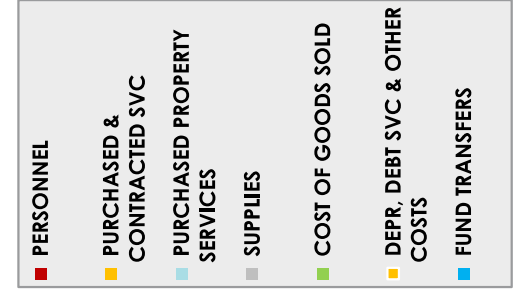 PERSONNEL
PURCHASED &
CONTRACTED SVC
PURCHASED PROPERTY
SERVICES
SUPPLIES
COST OF GOODS SOLD
DEPR, DEBT SVC & OTHER
COSTS
FUND TRANSFERS